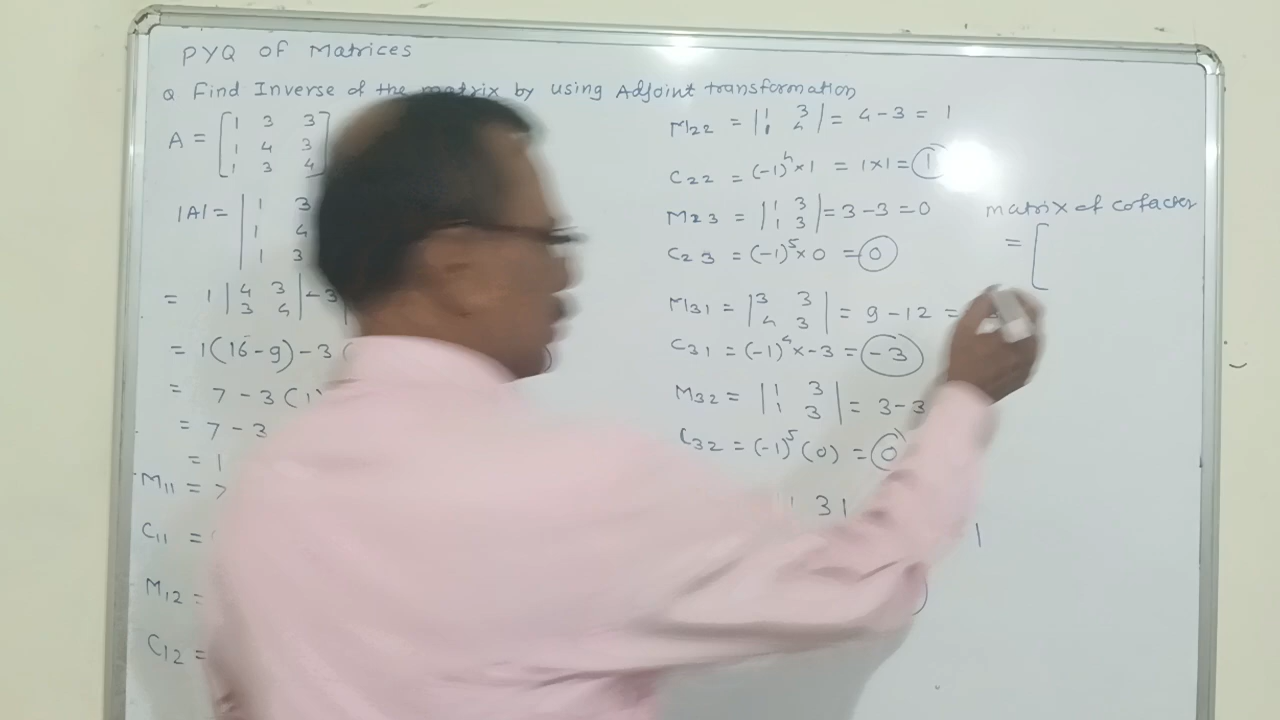 PYQ OF Matrices
Q Find Inverse of the matrix by using Adjoint transformation
A = [ 1 3 3
1 4 3
1 3 4 ]
|A| = | 1 3
1 4
1 3
= 1 | 4 3
3 4 | - 3
= 1(16-9) - 3(
= 7 - 3(1)
= 7 - 3
= 1
M11 = 7
C11 =
M12 =
C12 =
M22 = | 1 3
1 4 | = 4 - 3 = 1
C22 = (-1)^4 × 1 = 1×1 = 1
M23 = | 1 3
1 3 | = 3 - 3 = 0
C23 = (-1)^5 × 0 = 0
M31 = | 3 3
4 3 | = 9 - 12 =
C31 = (-1)^4 × -3 = -3
M32 = | 1 3
1 3 | = 3 - 3
C32 = (-1)^5 (0) = 0
3 |
1
matrix of cofacter
= [